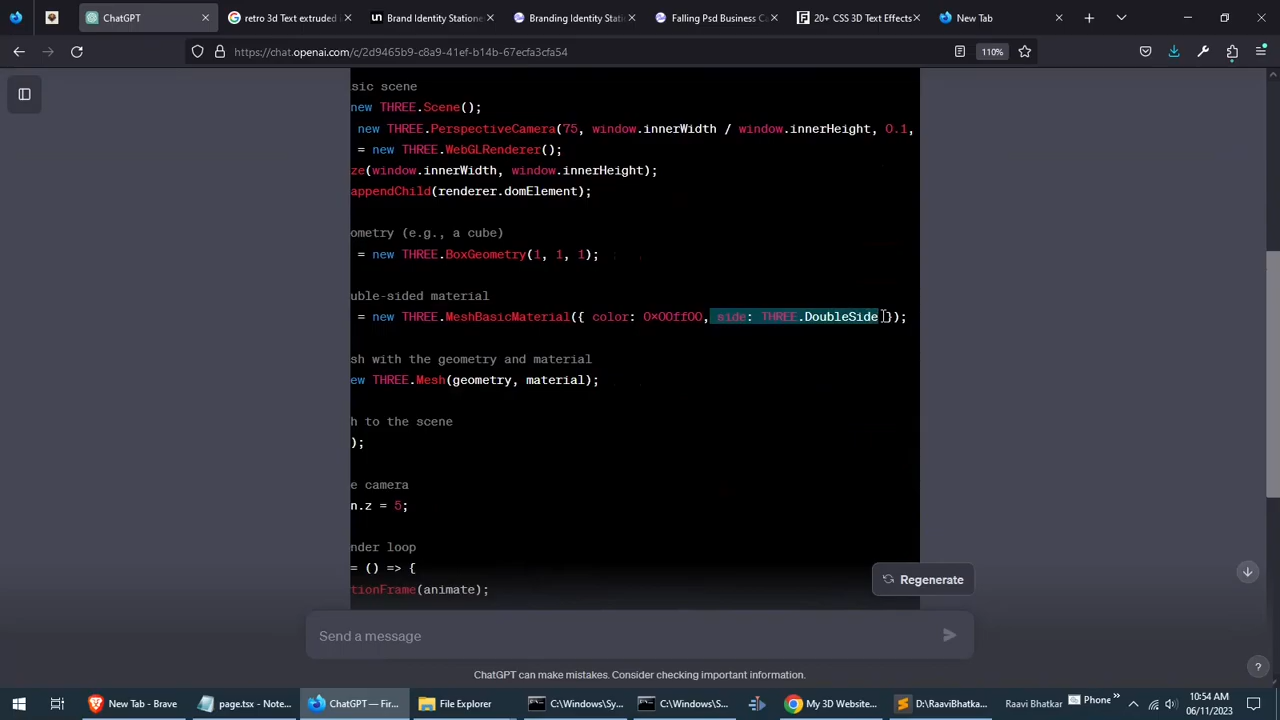 ChatGPT
retro 3d Text extruded
Brand Identity Statione
Branding Identity Stati
Falling Psd Business C
20+ CSS 3D Text Effects
New Tab
https://chat.openai.com/c/2d9465b9-c8a9-41ef-b14b-67ecfa3cfa54
110%
sic scene
new THREE.Scene();
new THREE.PerspectiveCamera(75, window.innerWidth / window.innerHeight, 0.1,
= new THREE.WebGLRenderer();
ze(window.innerWidth, window.innerHeight);
appendChild(renderer.domElement);
ometry (e.g., a cube)
= new THREE.BoxGeometry(1, 1, 1);
uble-sided material
= new THREE.MeshBasicMaterial({ color: 0x00ff00, side: THREE.DoubleSide });
sh with the geometry and material
ew THREE.Mesh(geometry, material);
h to the scene
);
e camera
n.z = 5;
nder loop
= () => {
tionFrame(animate);
Regenerate
Send a message
ChatGPT can make mistakes. Consider checking important information.
?
New Tab - Brave
page.tsx - Note...
ChatGPT — Fir...
File Explorer
C:\Windows\Sy...
C:\Windows\S...
My 3D Website...
D:\RaaviBhatka...
Raavi Bhatkar
Phone
10:54 AM
06/11/2023